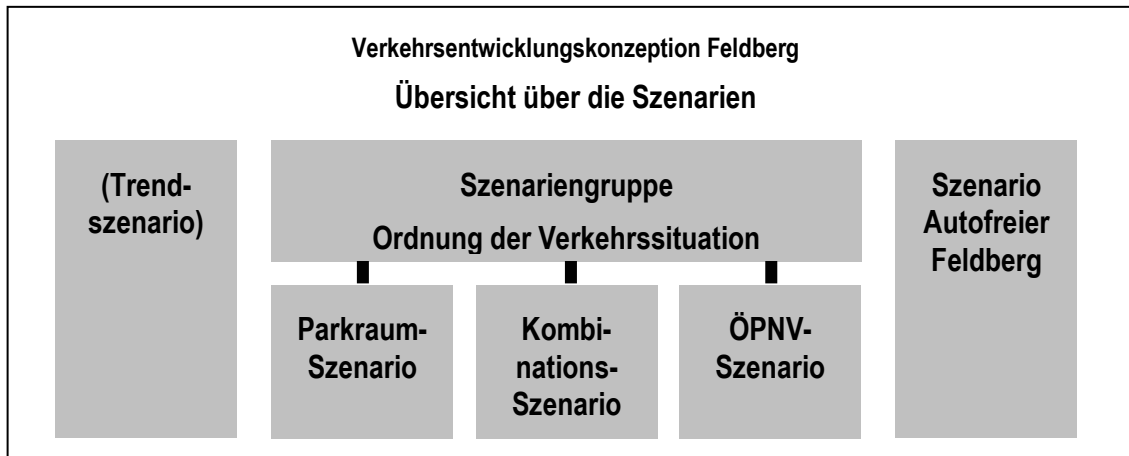 Verkehrsentwicklungskonzeption Feldberg
Übersicht über die Szenarien
(Trend-
szenario)
Szenariengruppe
Ordnung der Verkehrssituation
Parkraum-
Szenario
Kombi-
nations-
Szenario
ÖPNV-
Szenario
Szenario
Autofreier
Feldberg